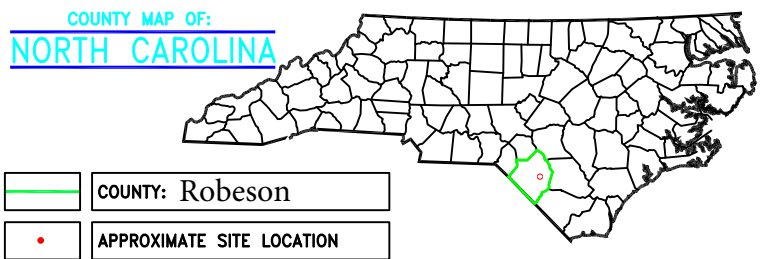 COUNTY MAP OF:
NORTH CAROLINA
COUNTY: Robeson
APPROXIMATE SITE LOCATION